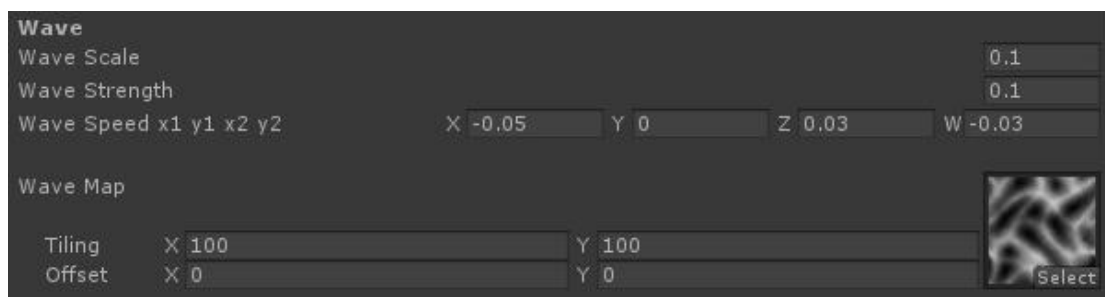 Wave
Wave Scale 0.1
Wave Strength 0.1
Wave Speed x1 y1 x2 y2 X -0.05 Y 0 Z 0.03 W -0.03
Wave Map
Tiling X 100 Y 100
Offset X 0 Y 0 Select